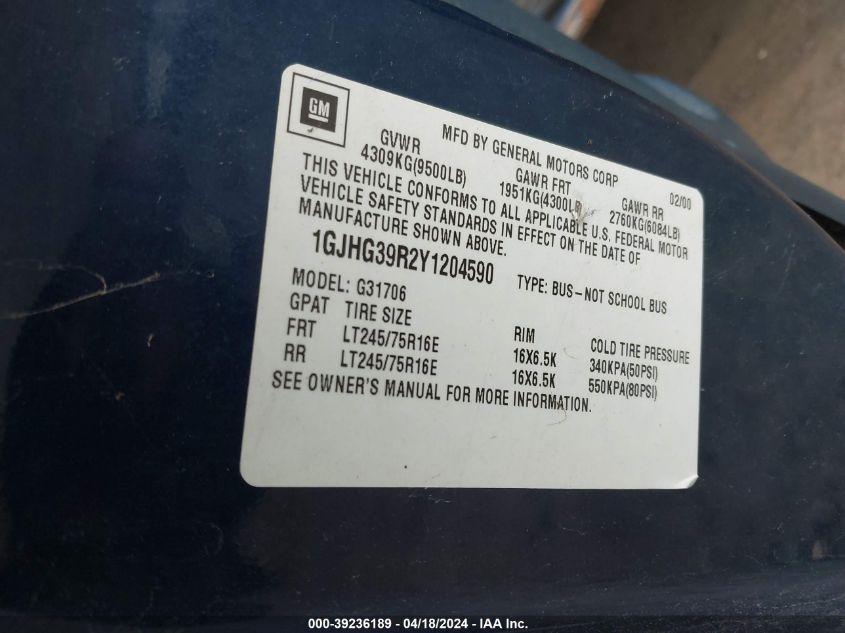 GM
MFD BY GENERAL MOTORS CORP 02/00
GVWR GAWR FRT GAWR RR
4309KG(9500LB) 1951KG(4300LB) 2760KG(6084LB)
THIS VEHICLE CONFORMS TO ALL APPLICABLE U.S. FEDERAL MOTOR
VEHICLE SAFETY STANDARDS IN EFFECT ON THE DATE OF
MANUFACTURE SHOWN ABOVE.
1GJHG39R2Y1204590 TYPE: BUS–NOT SCHOOL BUS
MODEL: G31706
GPAT TIRE SIZE RIM COLD TIRE PRESSURE
FRT LT245/75R16E 16X6.5K 340KPA(50PSI)
RR LT245/75R16E 16X6.5K 550KPA(80PSI)
SEE OWNER'S MANUAL FOR MORE INFORMATION.
000-39236189 - 04/18/2024 - IAA Inc.